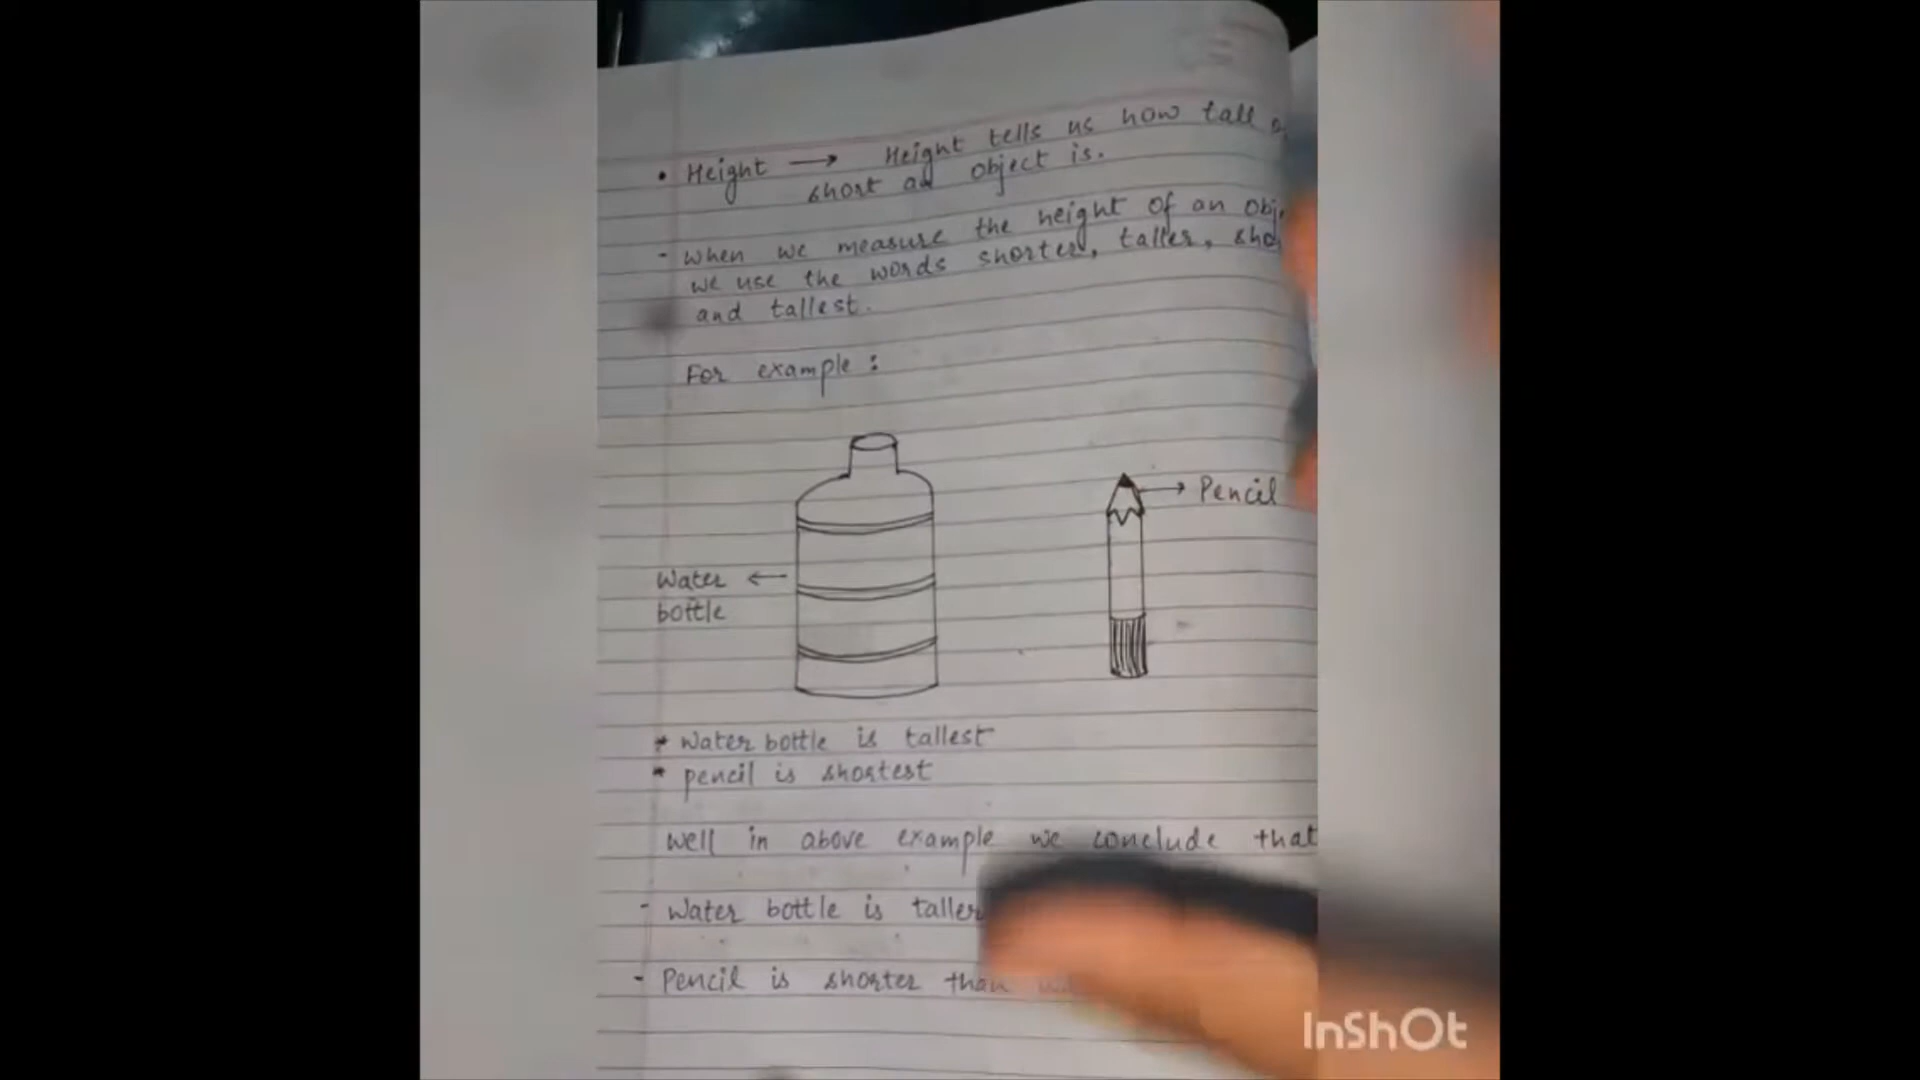 • Height → Height tells us how tall
short an object is.
- when we measure the height of an
we use the words shorter, taller,
and tallest.
For example :
Pencil
Water
bottle
* Water bottle is tallest
* pencil is shortest
Well in above example we conclude that
- Water bottle is taller
- Pencil is shorter than
InShOt